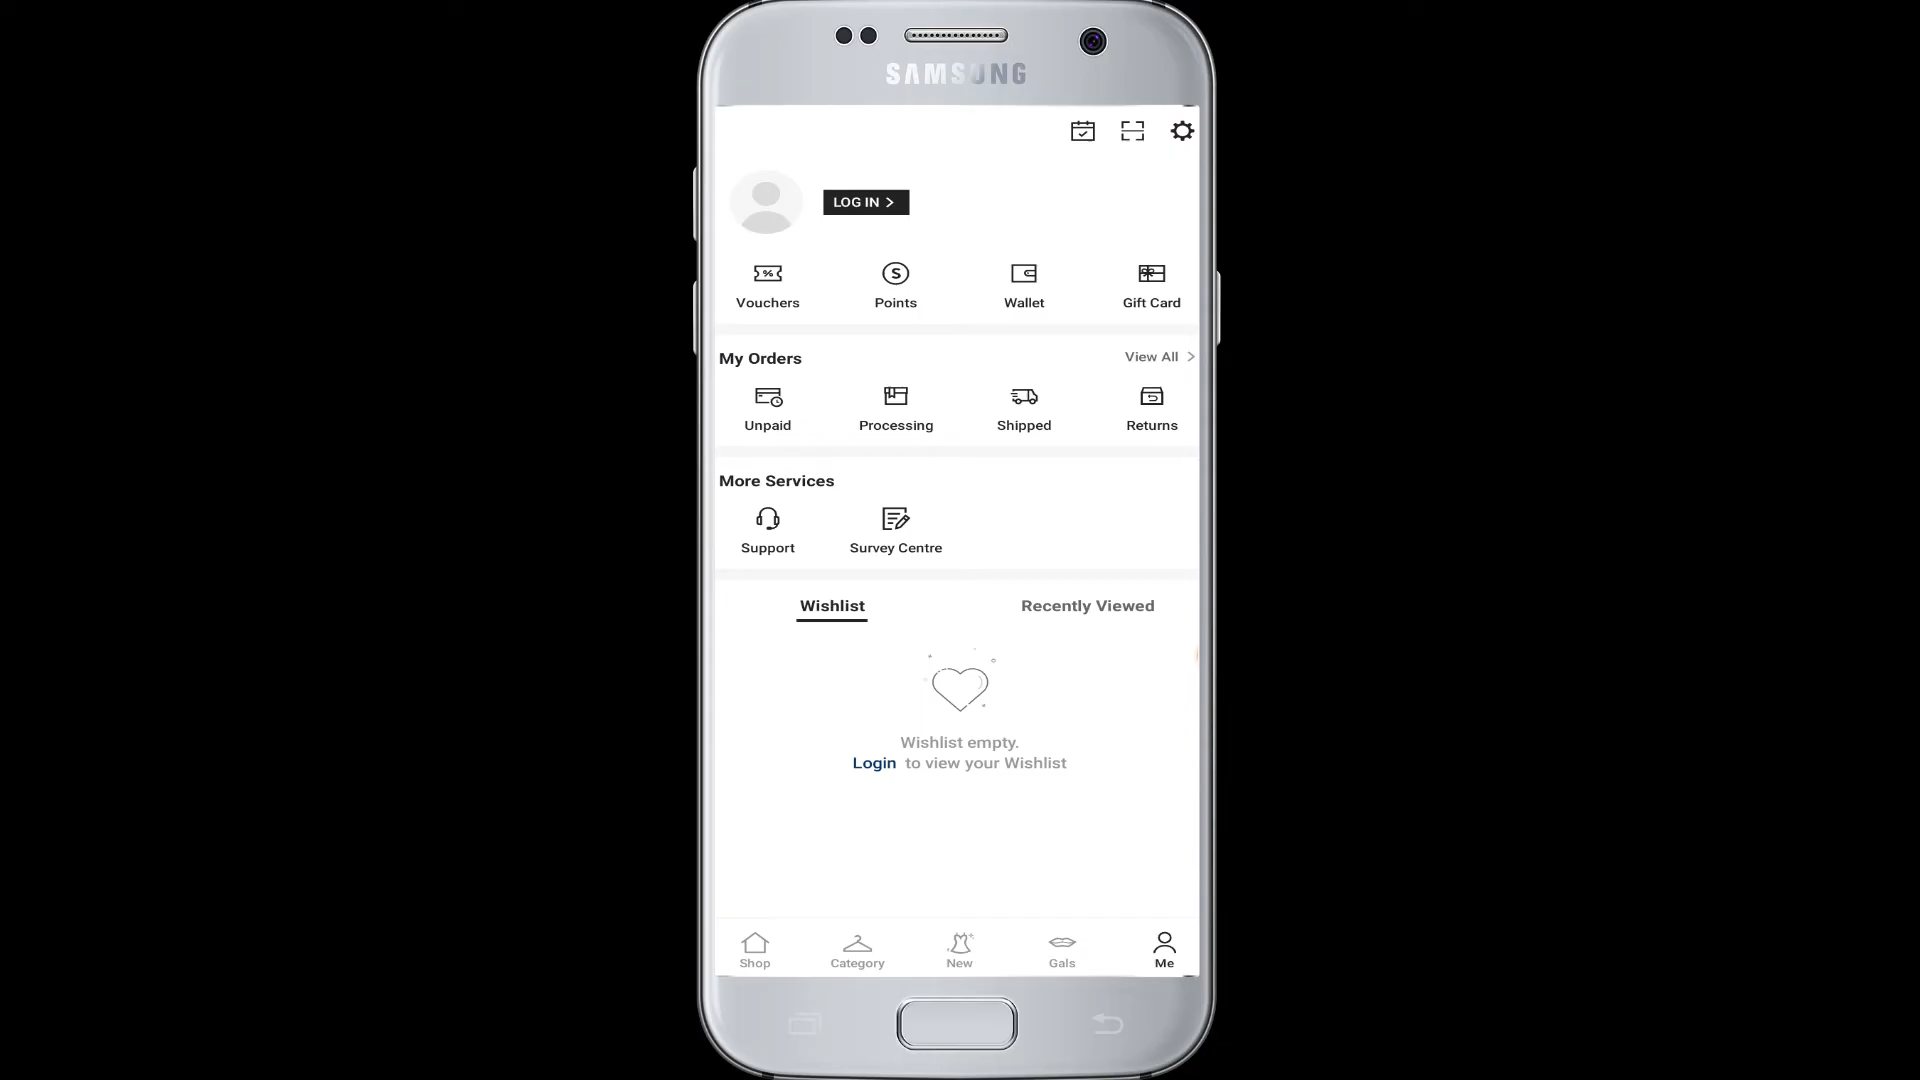 SAMSUNG
LOG IN >
Vouchers
Points
Wallet
Gift Card
My Orders
View All >
Unpaid
Processing
Shipped
Returns
More Services
Support
Survey Centre
Wishlist
Recently Viewed
Wishlist empty.
Login to view your Wishlist
Shop
Category
New
Gals
Me